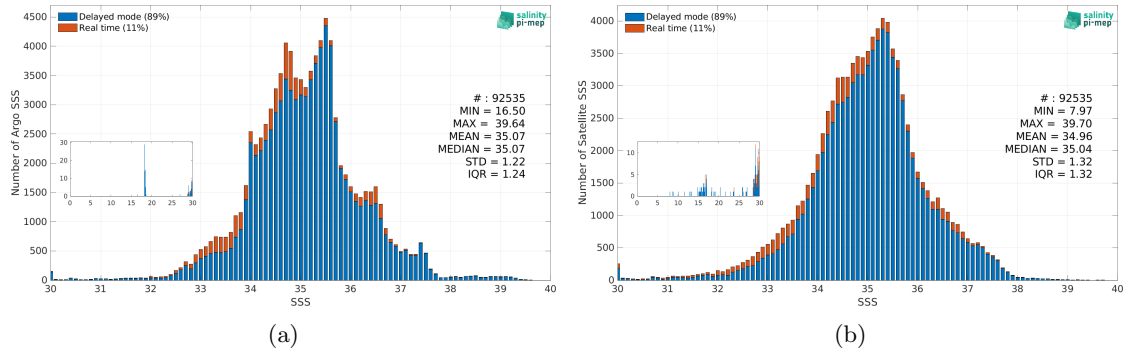 Delayed mode (89%)
Real time (11%)
salinity
pi-mep
4500
4000
3500
3000
2500
2000
1500
1000
500
0
Number of Argo SSS
# : 92535
MIN = 16.50
MAX = 39.64
MEAN = 35.07
MEDIAN = 35.07
STD = 1.22
IQR = 1.24
30
20
10
0
5 10 15 20 25 30
30 31 32 33 34 35 36 37 38 39 40
SSS
(a)
Delayed mode (89%)
Real time (11%)
salinity
pi-mep
4000
3500
3000
2500
2000
1500
1000
500
0
Number of Satellite SSS
# : 92535
MIN = 7.97
MAX = 39.70
MEAN = 34.96
MEDIAN = 35.04
STD = 1.32
IQR = 1.32
10
5
0
0 5 10 15 20 25 30
30 31 32 33 34 35 36 37 38 39 40
SSS
(b)